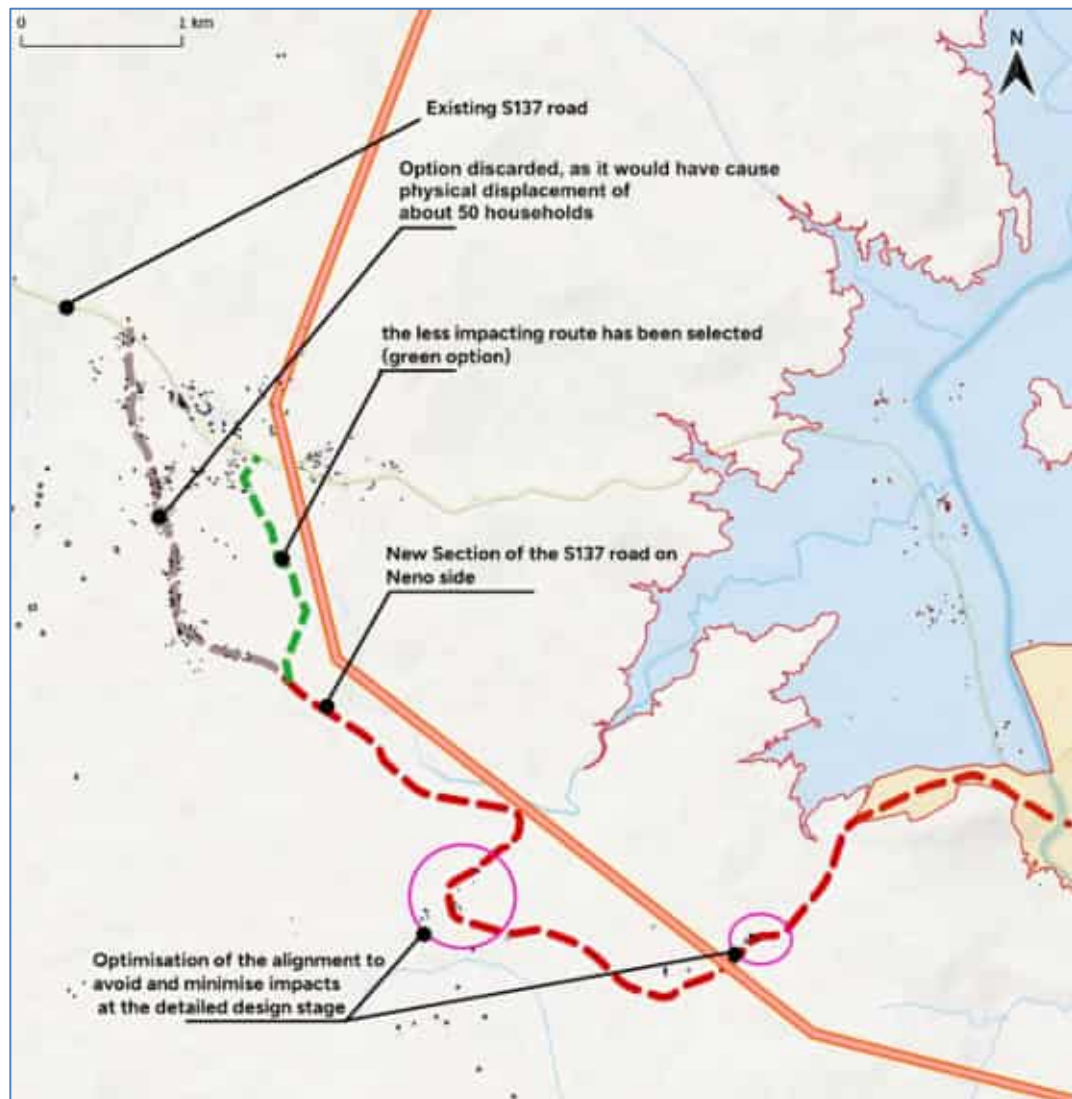 0 1 km
N
Existing S137 road
Option discarded, as it would have cause
physical displacement of
about 50 households
the less impacting route has been selected
(green option)
New Section of the S137 road on
Neno side
Optimisation of the alignment to
avoid and minimise impacts
at the detailed design stage